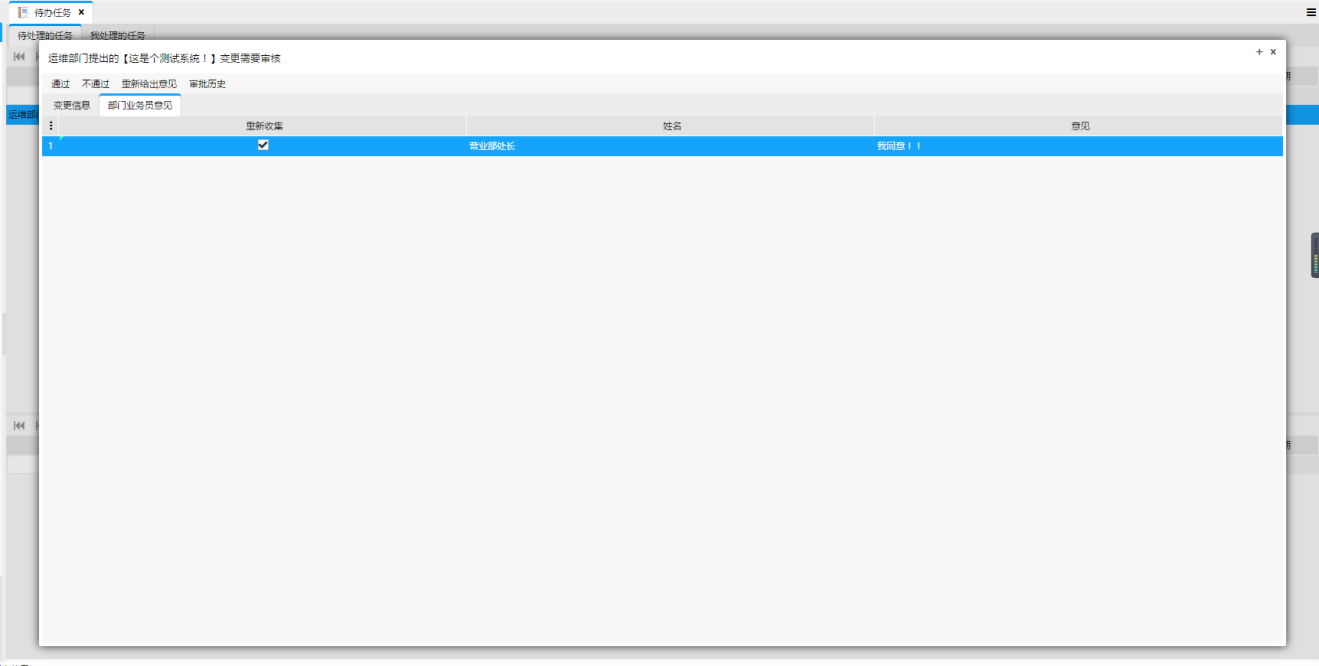 待办任务 ×
待处理的任务 我处理的任务
运维部门提出的【这是个测试系统！】变更需要审核 + ×
通过 不通过 重新给出意见 审批历史
变更信息 部门业务员意见
重新收集 姓名 意见
运维部
1 营业部处长 我同意！！